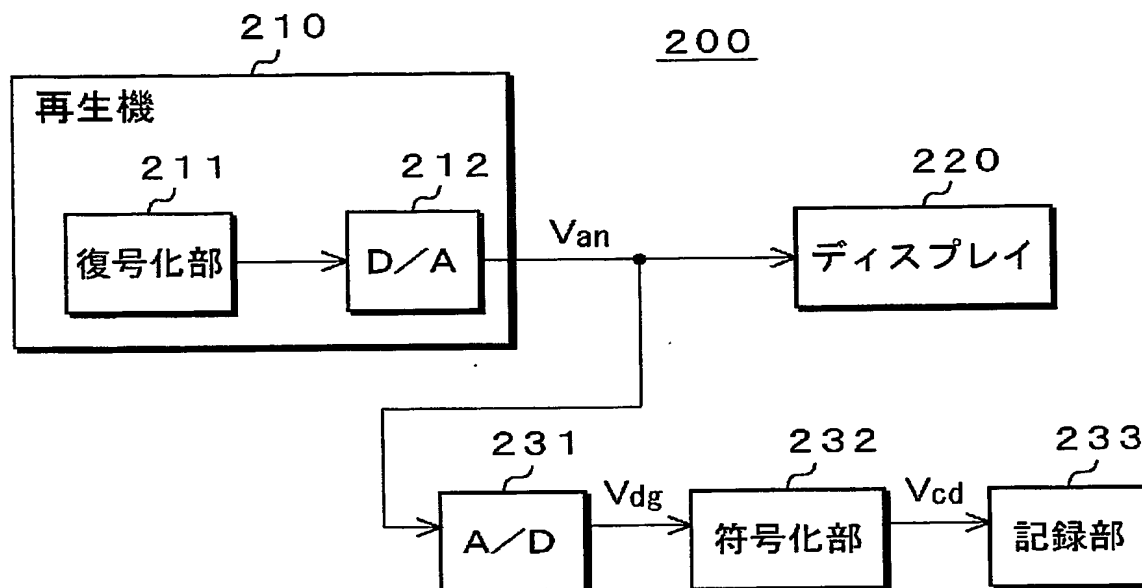 210
200
再生機
211
212
220
復号化部
D/A
Van
ディスプレイ
231
232
233
A/D
Vdg
符号化部
Vcd
記録部